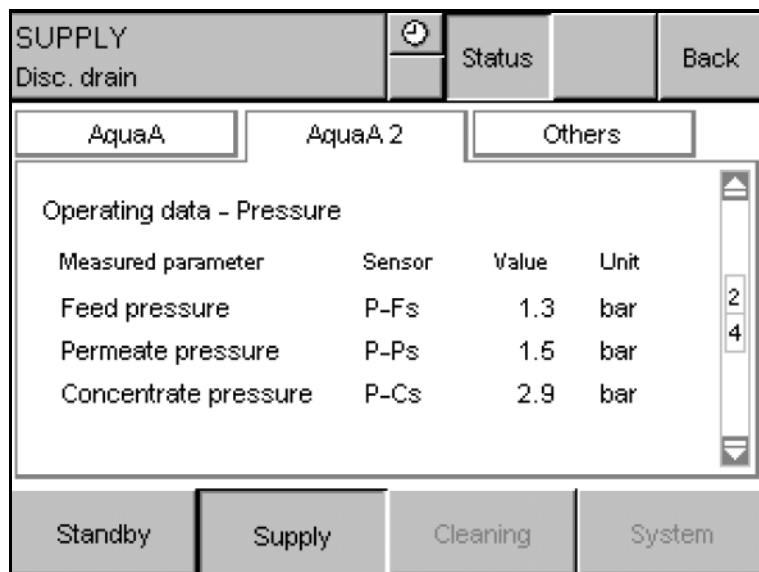 SUPPLY
Disc. drain
Status
Back
AquaA
AquaA 2
Others
Operating data - Pressure
Measured parameter Sensor Value Unit
Feed pressure P-Fs 1.3 bar
Permeate pressure P-Ps 1.5 bar
Concentrate pressure P-Cs 2.9 bar
2
4
Standby
Supply
Cleaning
System